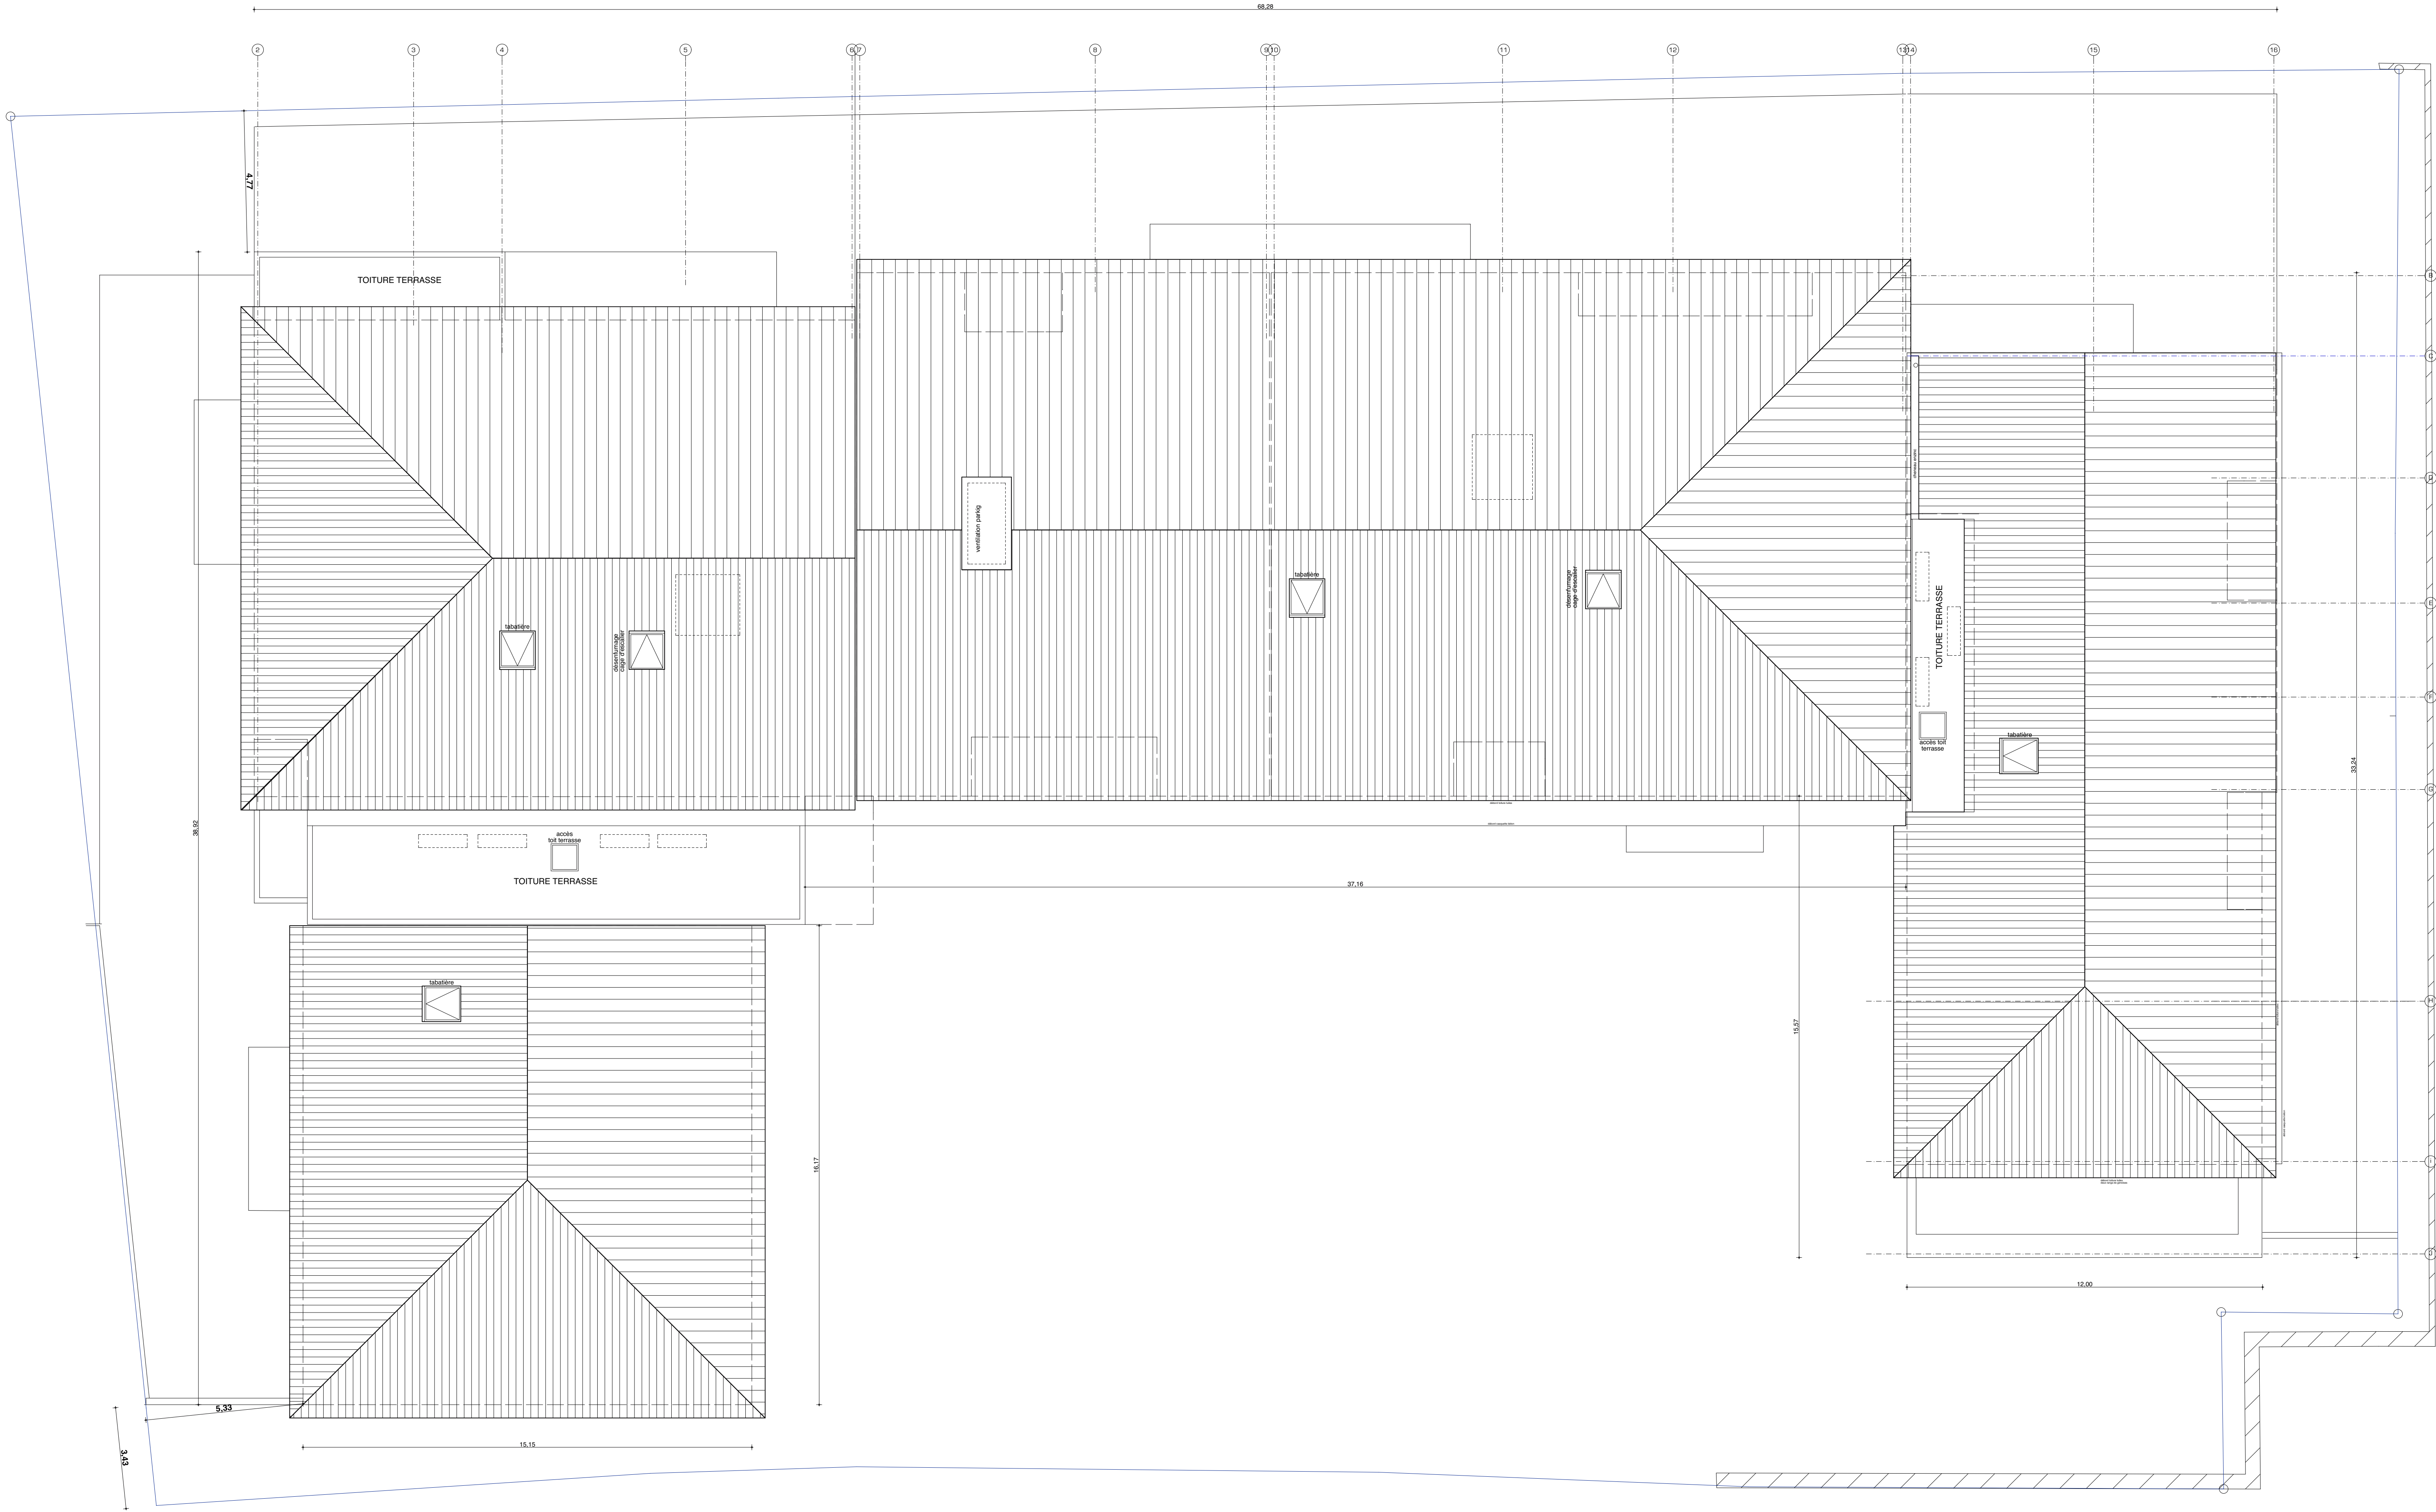 68,28
2
3
4
5
6
7
8
9
10
11
12
13
14
15
16
4,77
TOITURE TERRASSE
B
C
D
E
F
G
H
I
J
ventilation parkig
tabatière
désenfumage
cage d'escalier
tabatière
désenfumage
cage d'escalier
TOITURE TERRASSE
accès toit
terrasse
tabatière
33,24
38,92
accès
toit terrasse
TOITURE TERRASSE
37,16
tabatière
15,57
16,17
12,00
5,33
3,43
15,15